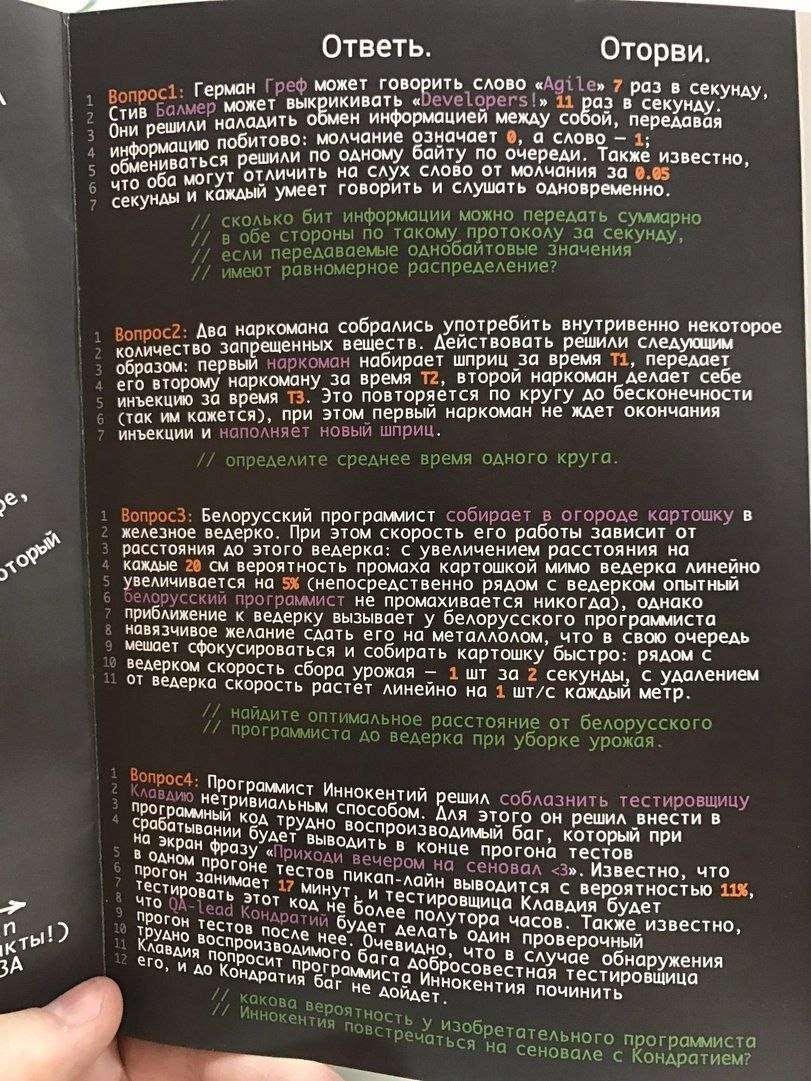 Ответь.
Оторви.
1 Вопрос1: Герман Греф может говорить слово «Agile» 7 раз в секунду,
2 Стив Балмер может выкрикивать «Developers!» 11 раз в секунду.
3 Они решили наладить обмен информацией между собой, передавая
4 информацию побитово: молчание означает 0, а слово — 1;
5 обмениваться решили по одному байту по очереди. Также известно,
6 что оба могут отличить на слух слово от молчания за 0.05
7 секунды и каждый умеет говорить и слушать одновременно.
// сколько бит информации можно передать суммарно
// в обе стороны по такому протоколу за секунду,
// если передаваемые однобайтовые значения
// имеют равномерное распределение?
1 Вопрос2: Два наркомана собрались употребить внутривенно некоторое
2 количество запрещенных веществ. Действовать решили следующим
3 образом: первый наркоман набирает шприц за время T1, передает
4 его второму наркоману за время T2, второй наркоман делает себе
5 инъекцию за время T3. Это повторяется по кругу до бесконечности
6 (так им кажется), при этом первый наркоман не ждет окончания
7 инъекции и наполняет новый шприц.
// определите среднее время одного круга.
1 Вопрос3: Белорусский программист собирает в огороде картошку в
2 железное ведерко. При этом скорость его работы зависит от
3 расстояния до этого ведерка: с увеличением расстояния на
4 каждые 20 см вероятность промаха картошкой мимо ведерка линейно
5 увеличивается на 5% (непосредственно рядом с ведерком опытный
6 белорусский программист не промахивается никогда), однако
7 приближение к ведерку вызывает у белорусского программиста
8 навязчивое желание сдать его на металлолом, что в свою очередь
9 мешает сфокусироваться и собирать картошку быстро: рядом с
10 ведерком скорость сбора урожая — 1 шт за 2 секунды, с удалением
11 от ведерка скорость растет линейно на 1 шт/с каждый метр.
// найдите оптимальное расстояние от белорусского
// программиста до ведерка при уборке урожая.
1 Вопрос4: Программист Иннокентий решил соблазнить тестировщицу
2 Клавдию нетривиальным способом. Для этого он решил внести в
3 программный код трудно воспроизводимый баг, который при
4 срабатывании будет выводить в конце прогона тестов
на экран фразу «Приходи вечером на сеновал <3». Известно, что
5 в одном прогоне тестов пикап-лайн выводится с вероятностью 11%,
6 прогон занимает 17 минут, и тестировщица Клавдия будет
7 тестировать этот код не более полутора часов. Также известно,
8 что QA-lead Кондратий будет делать один проверочный
9 прогон тестов после нее. Очевидно, что в случае обнаружения
10 трудно воспроизводимого бага добросовестная тестировщица
11 Клавдия попросит программиста Иннокентия починить
12 его, и до Кондратия баг не дойдет.
// какова вероятность у изобретательного программиста
// Иннокентия повстречаться на сеновале с Кондратием?
ре,
оторый
n
кты!)
ЗА